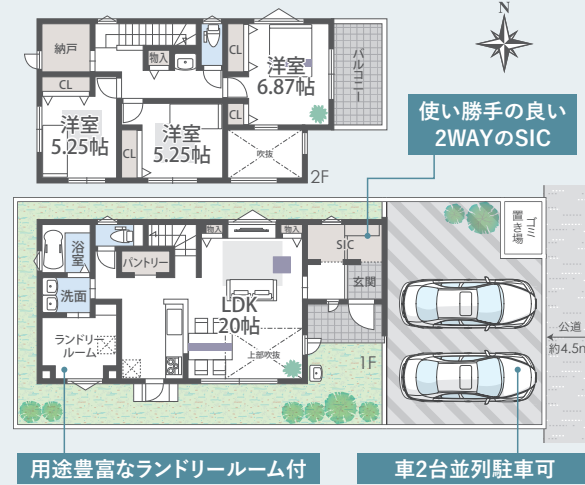 N
納戸
物入
CL
洋室
6.87帖
バルコニー
CL
洋室
5.25帖
CL
洋室
5.25帖
CL
吹抜
2F
使い勝手の良い
2WAYのSIC
浴室
パントリー
物入
物入
SIC
ゴミ
置き場
洗面
玄関
LDK
20帖
ランドリー
ルーム
上部吹抜
1F
公道
約4.5m
用途豊富なランドリールーム付
車2台並列駐車可